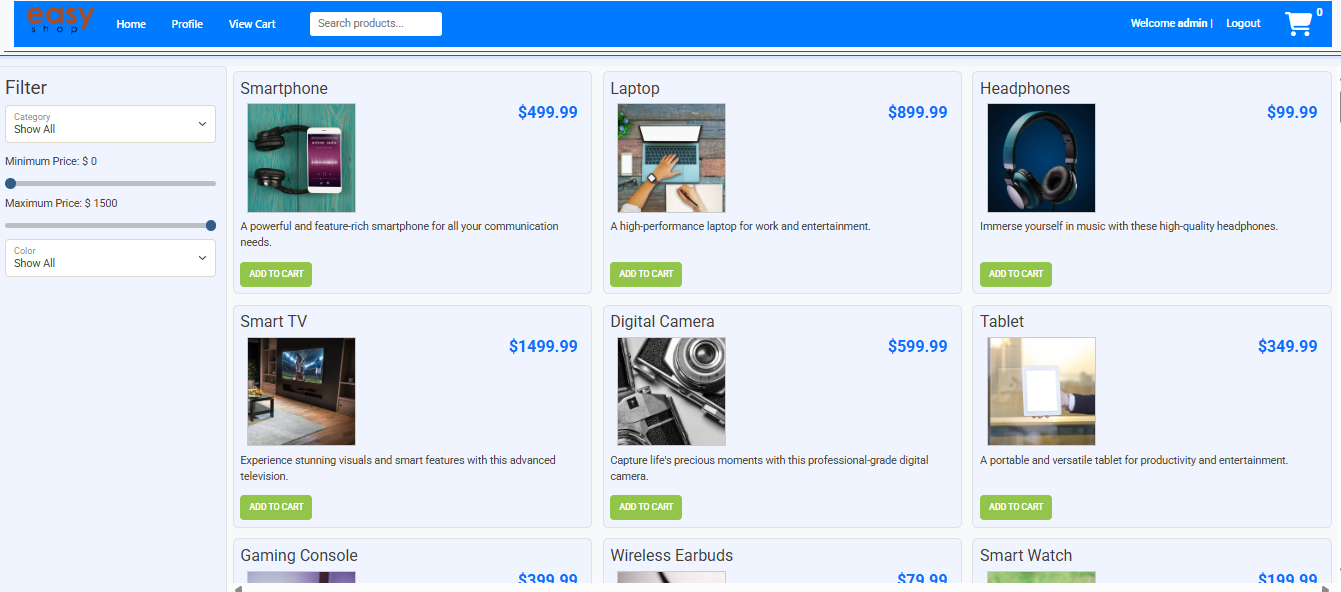 easy
shop
Home
Profile
View Cart
Search products...
Welcome admin |
Logout
0
Filter
Category
Show All
Minimum Price: $ 0
Maximum Price: $ 1500
Color
Show All
Smartphone
$499.99
A powerful and feature-rich smartphone for all your communication
needs.
ADD TO CART
Laptop
$899.99
A high-performance laptop for work and entertainment.
ADD TO CART
Headphones
$99.99
Immerse yourself in music with these high-quality headphones.
ADD TO CART
Smart TV
$1499.99
Experience stunning visuals and smart features with this advanced
television.
ADD TO CART
Digital Camera
$599.99
Capture life's precious moments with this professional-grade digital
camera.
ADD TO CART
Tablet
$349.99
A portable and versatile tablet for productivity and entertainment.
ADD TO CART
Gaming Console
$399.99
Wireless Earbuds
$79.99
Smart Watch
$199.99